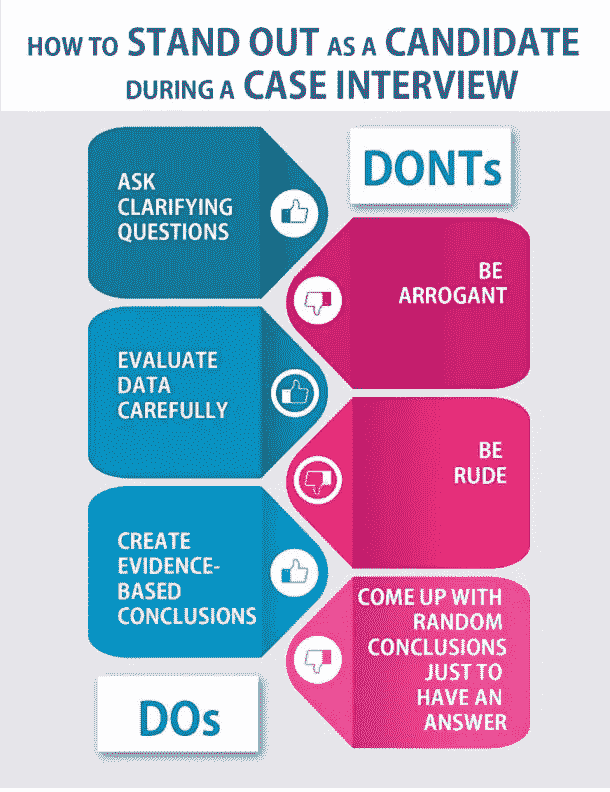 HOW TO STAND OUT AS A CANDIDATE
DURING A CASE INTERVIEW
ASK
CLARIFYING
QUESTIONS
EVALUATE
DATA
CAREFULLY
CREATE
EVIDENCE-
BASED
CONCLUSIONS
DOs
DONTs
BE
ARROGANT
BE
RUDE
COME UP WITH
RANDOM
CONCLUSIONS
JUST TO
HAVE AN
ANSWER